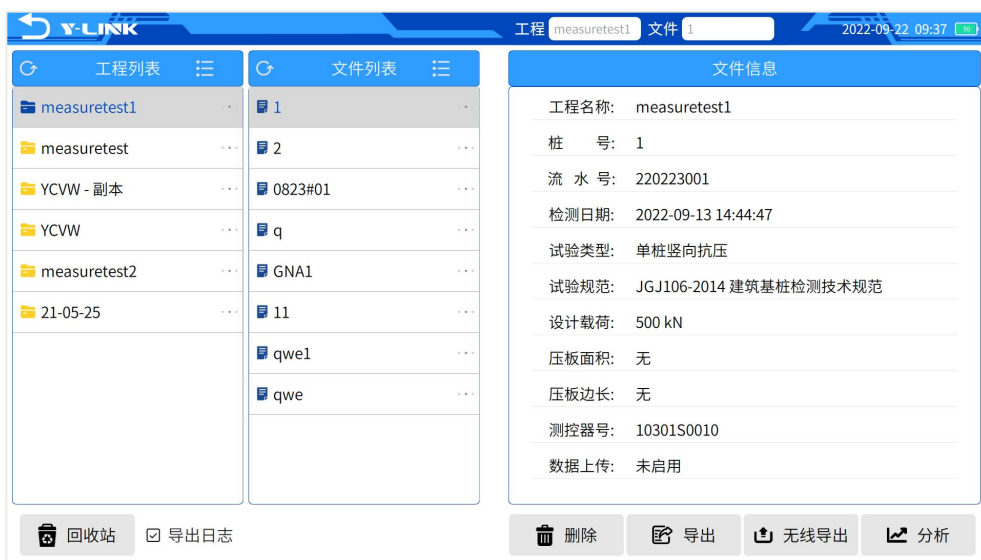 Y-LINK 工程 measuretest1 文件 1 2022-09-22 09:37 50
工程列表
measuretest1
measuretest
YCVW - 副本
YCVW
measuretest2
21-05-25
文件列表
1
2
0823#01
q
GNA1
11
qwe1
qwe
文件信息
工程名称: measuretest1
桩 号: 1
流 水 号: 220223001
检测日期: 2022-09-13 14:44:47
试验类型: 单桩竖向抗压
试验规范: JGJ106-2014 建筑基桩检测技术规范
设计载荷: 500 kN
压板面积: 无
压板边长: 无
测控器号: 10301S0010
数据上传: 未启用
回收站 导出日志 删除 导出 无线导出 分析